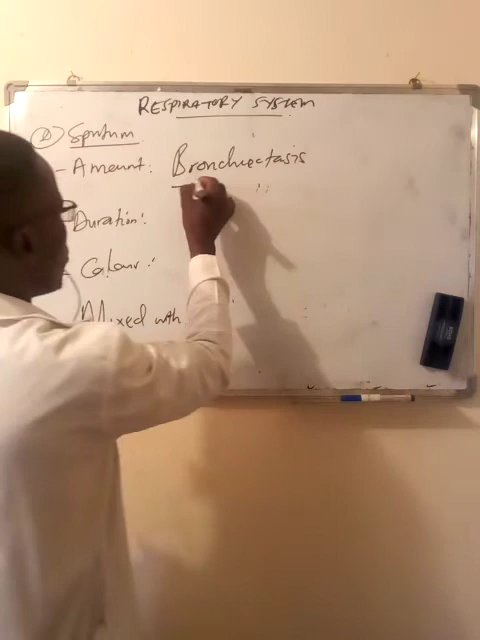 RESPIRATORY SYSTEM
(A) Sputum
- Amount: Bronchiectasis
Duration:
- Colour:
Mixed with